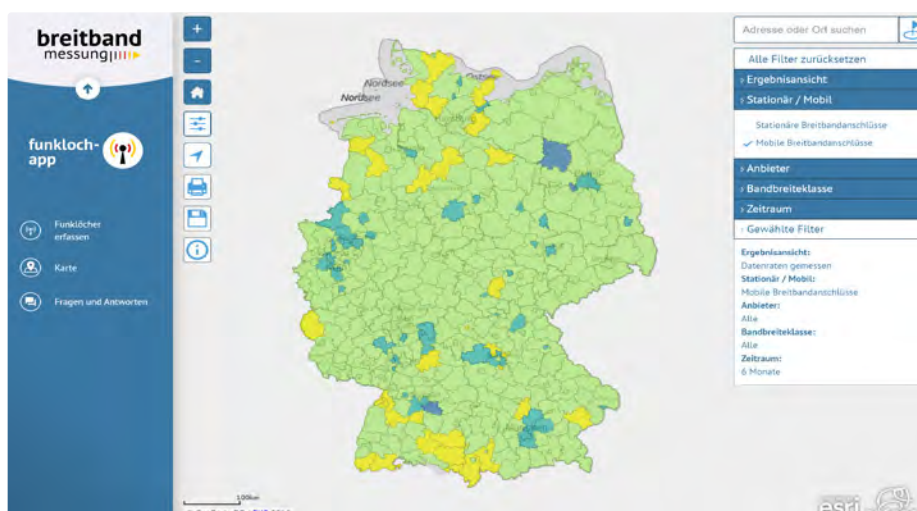 breitband
messung
funkloch-
app
Funklöcher
erfassen
Karte
Fragen und Antworten
+
-
Nordsee
Nordsee
Ostsee
100km
Adresse oder Ort suchen
Alle Filter zurücksetzen
› Ergebnisansicht
› Stationär / Mobil
Stationäre Breitbandanschlüsse
Mobile Breitbandanschlüsse
› Anbieter
› Bandbreiteklasse
› Zeitraum
› Gewählte Filter
Ergebnisansicht:
Datenraten gemessen
Stationär / Mobil:
Mobile Breitbandanschlüsse
Anbieter:
Alle
Bandbreiteklasse:
Alle
Zeitraum:
6 Monate
esri